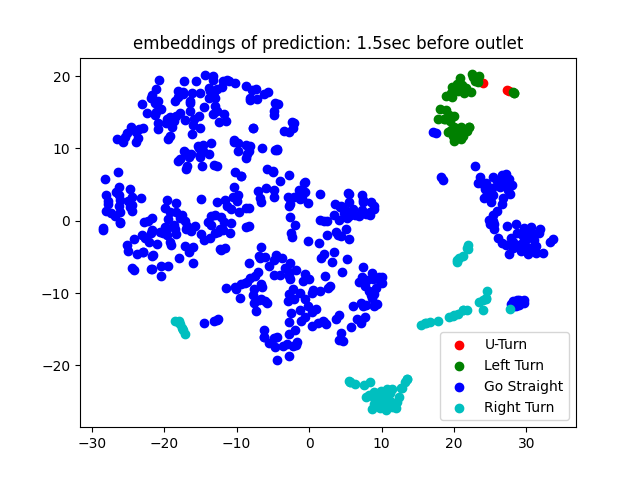 embeddings of prediction: 1.5sec before outlet
20
10
0
−10
−20
−30
−20
−10
0
10
20
30
U-Turn
Left Turn
Go Straight
Right Turn